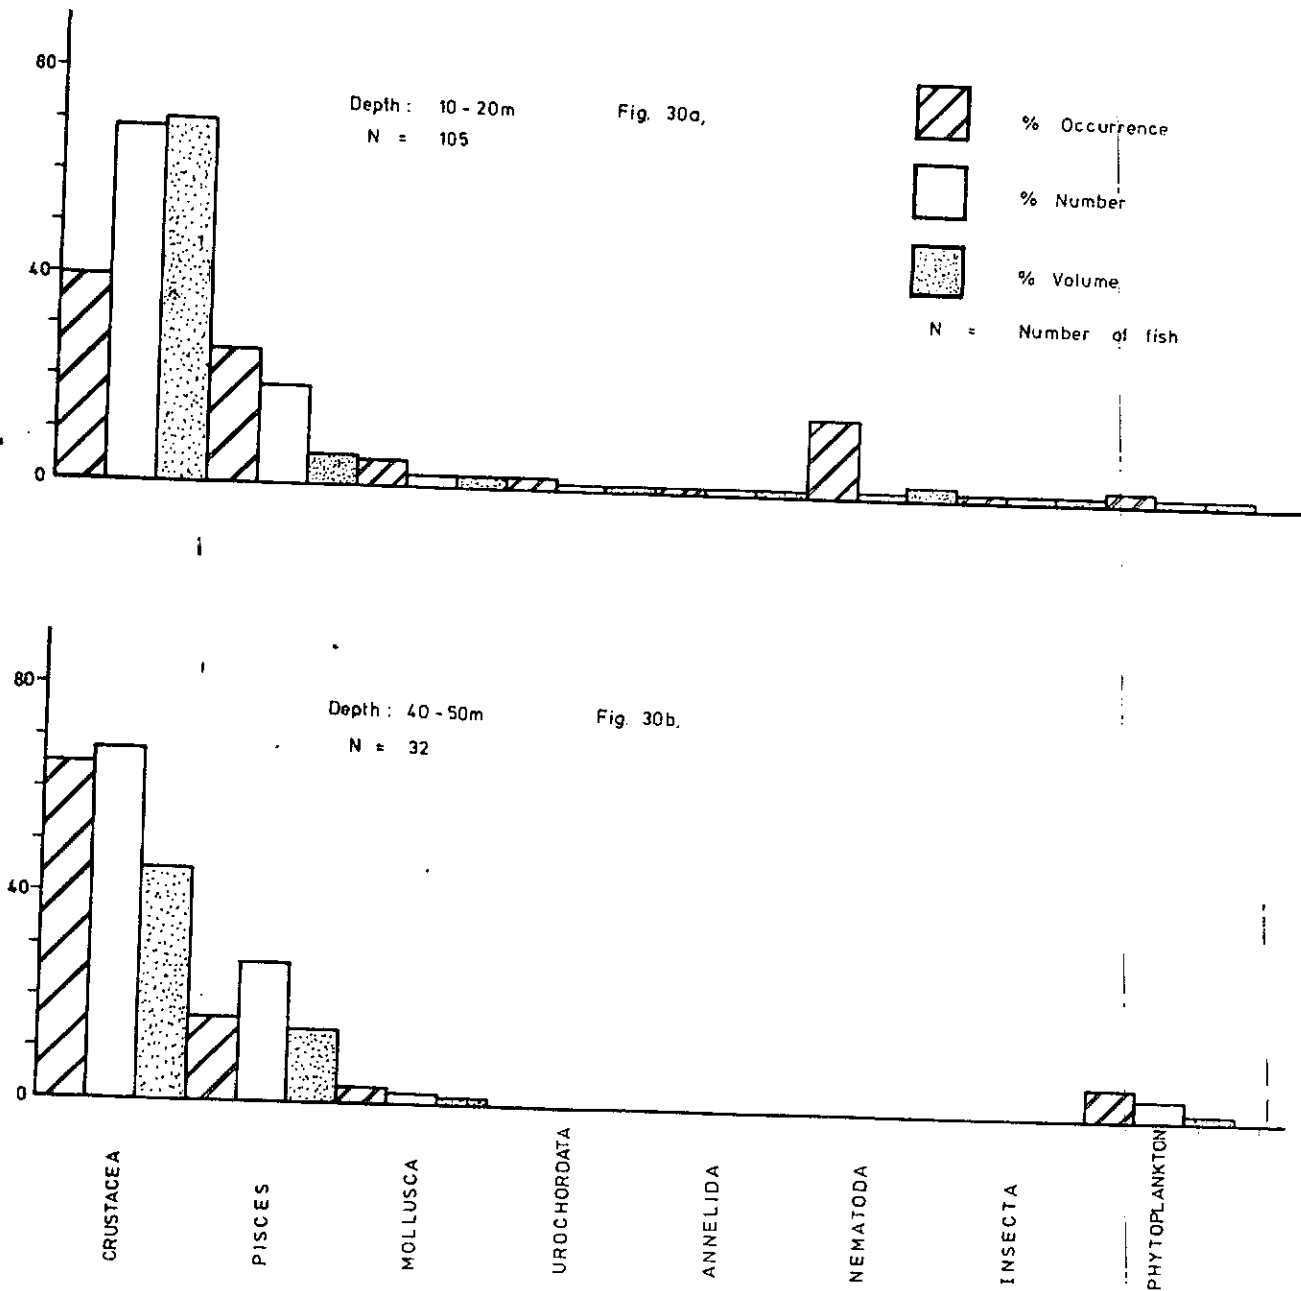 80
40
0
Depth: 10-20m
N = 105
Fig. 30a,
% Occurrence
% Number
% Volume
N = Number of fish
80
40
0
Depth: 40-50m
N = 32
Fig. 30b.
CRUSTACEA
PISCES
MOLLUSCA
UROCHORDATA
ANNELIDA
NEMATODA
INSECTA
PHYTOPLANKTON